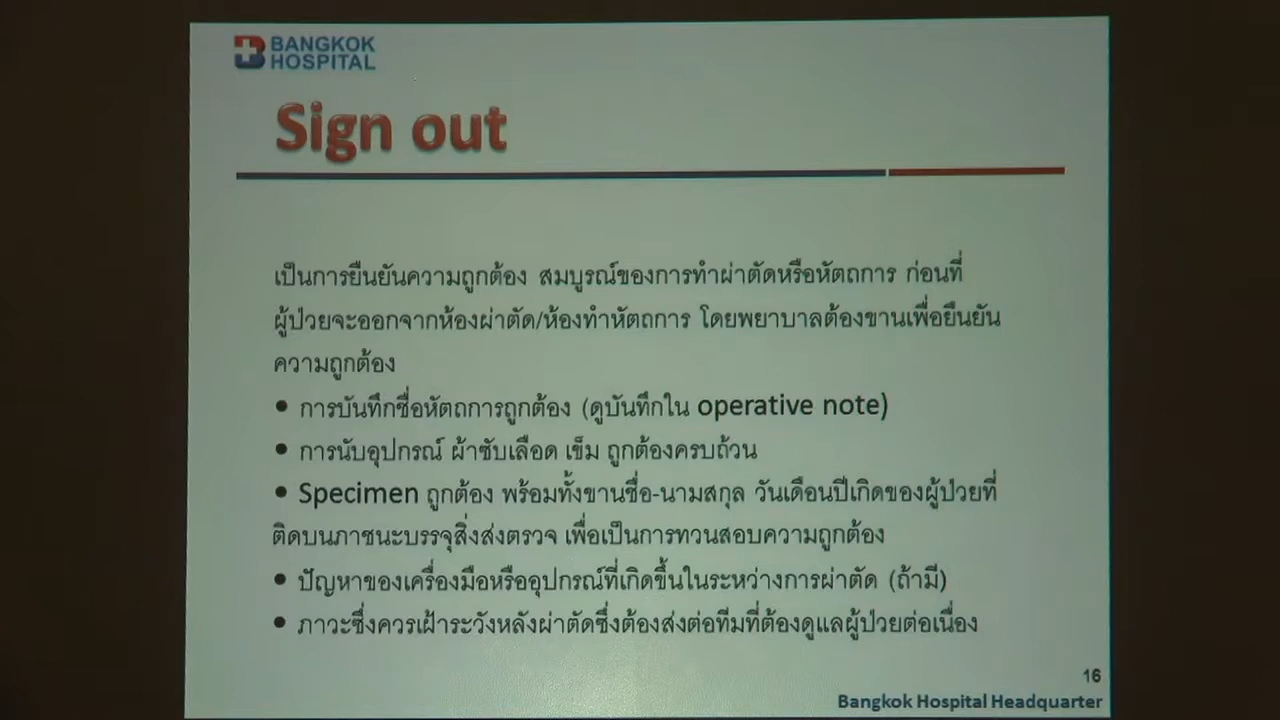 BANGKOK
HOSPITAL
Sign out
เป็นการยืนยันความถูกต้อง สมบูรณ์ของการทำผ่าตัดหรือหัตถการ ก่อนที่
ผู้ป่วยจะออกจากห้องผ่าตัด/ห้องทำหัตถการ โดยพยาบาลต้องขานเพื่อยืนยัน
ความถูกต้อง
• การบันทึกชื่อหัตถการถูกต้อง (ดูบันทึกใน operative note)
• การนับอุปกรณ์ ผ้าซับเลือด เข็ม ถูกต้องครบถ้วน
• Specimen ถูกต้อง พร้อมทั้งขานชื่อ-นามสกุล วันเดือนปีเกิดของผู้ป่วยที่
ติดบนภาชนะบรรจุสิ่งส่งตรวจ เพื่อเป็นการทวนสอบความถูกต้อง
• ปัญหาของเครื่องมือหรืออุปกรณ์ที่เกิดขึ้นในระหว่างการผ่าตัด (ถ้ามี)
• ภาวะซึ่งควรเฝ้าระวังหลังผ่าตัดซึ่งต้องส่งต่อทีมที่ต้องดูแลผู้ป่วยต่อเนื่อง
16
Bangkok Hospital Headquarter